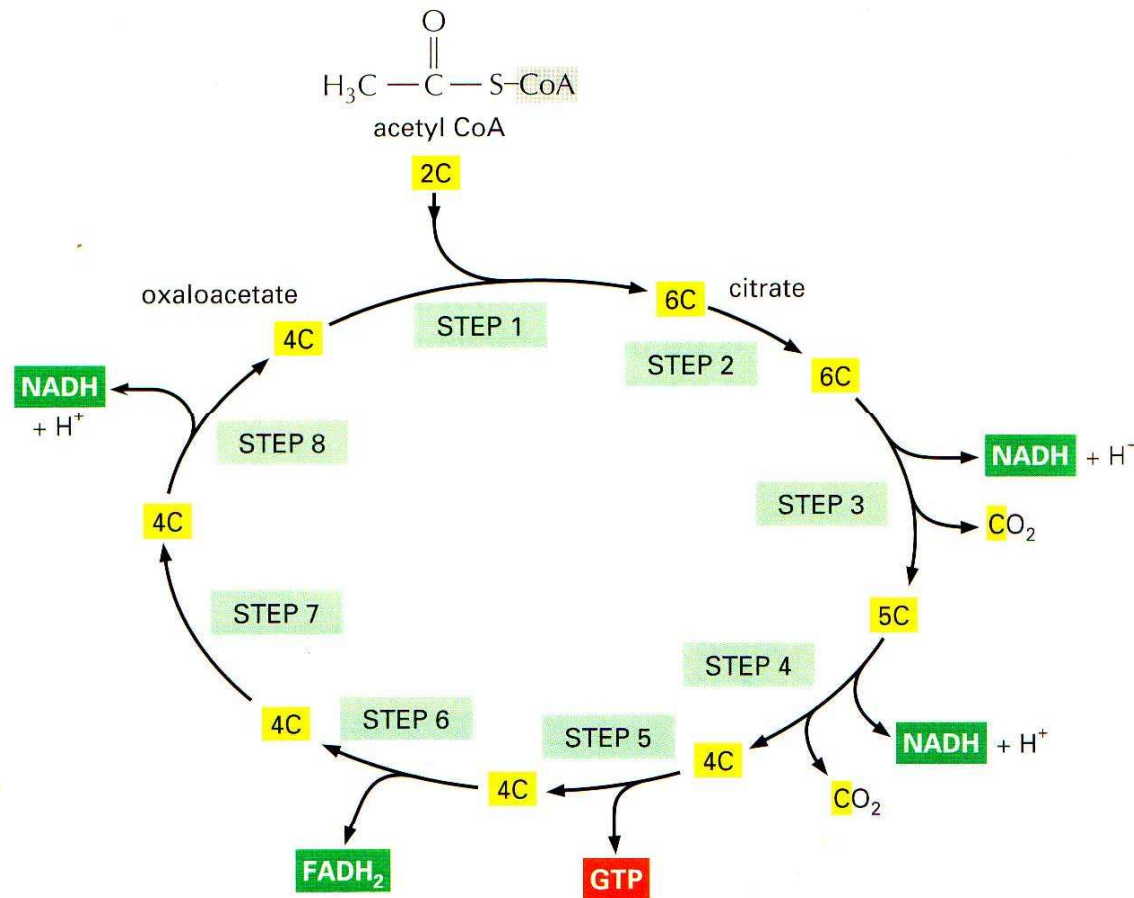 O
H₃C — C — S–CoA
acetyl CoA
2C
oxaloacetate
4C
STEP 1
6C
citrate
STEP 2
6C
NADH
+ H⁺
STEP 8
NADH + H⁻
STEP 3
CO₂
4C
5C
STEP 7
STEP 4
4C
STEP 6
STEP 5
4C
NADH + H⁺
4C
CO₂
FADH₂
GTP